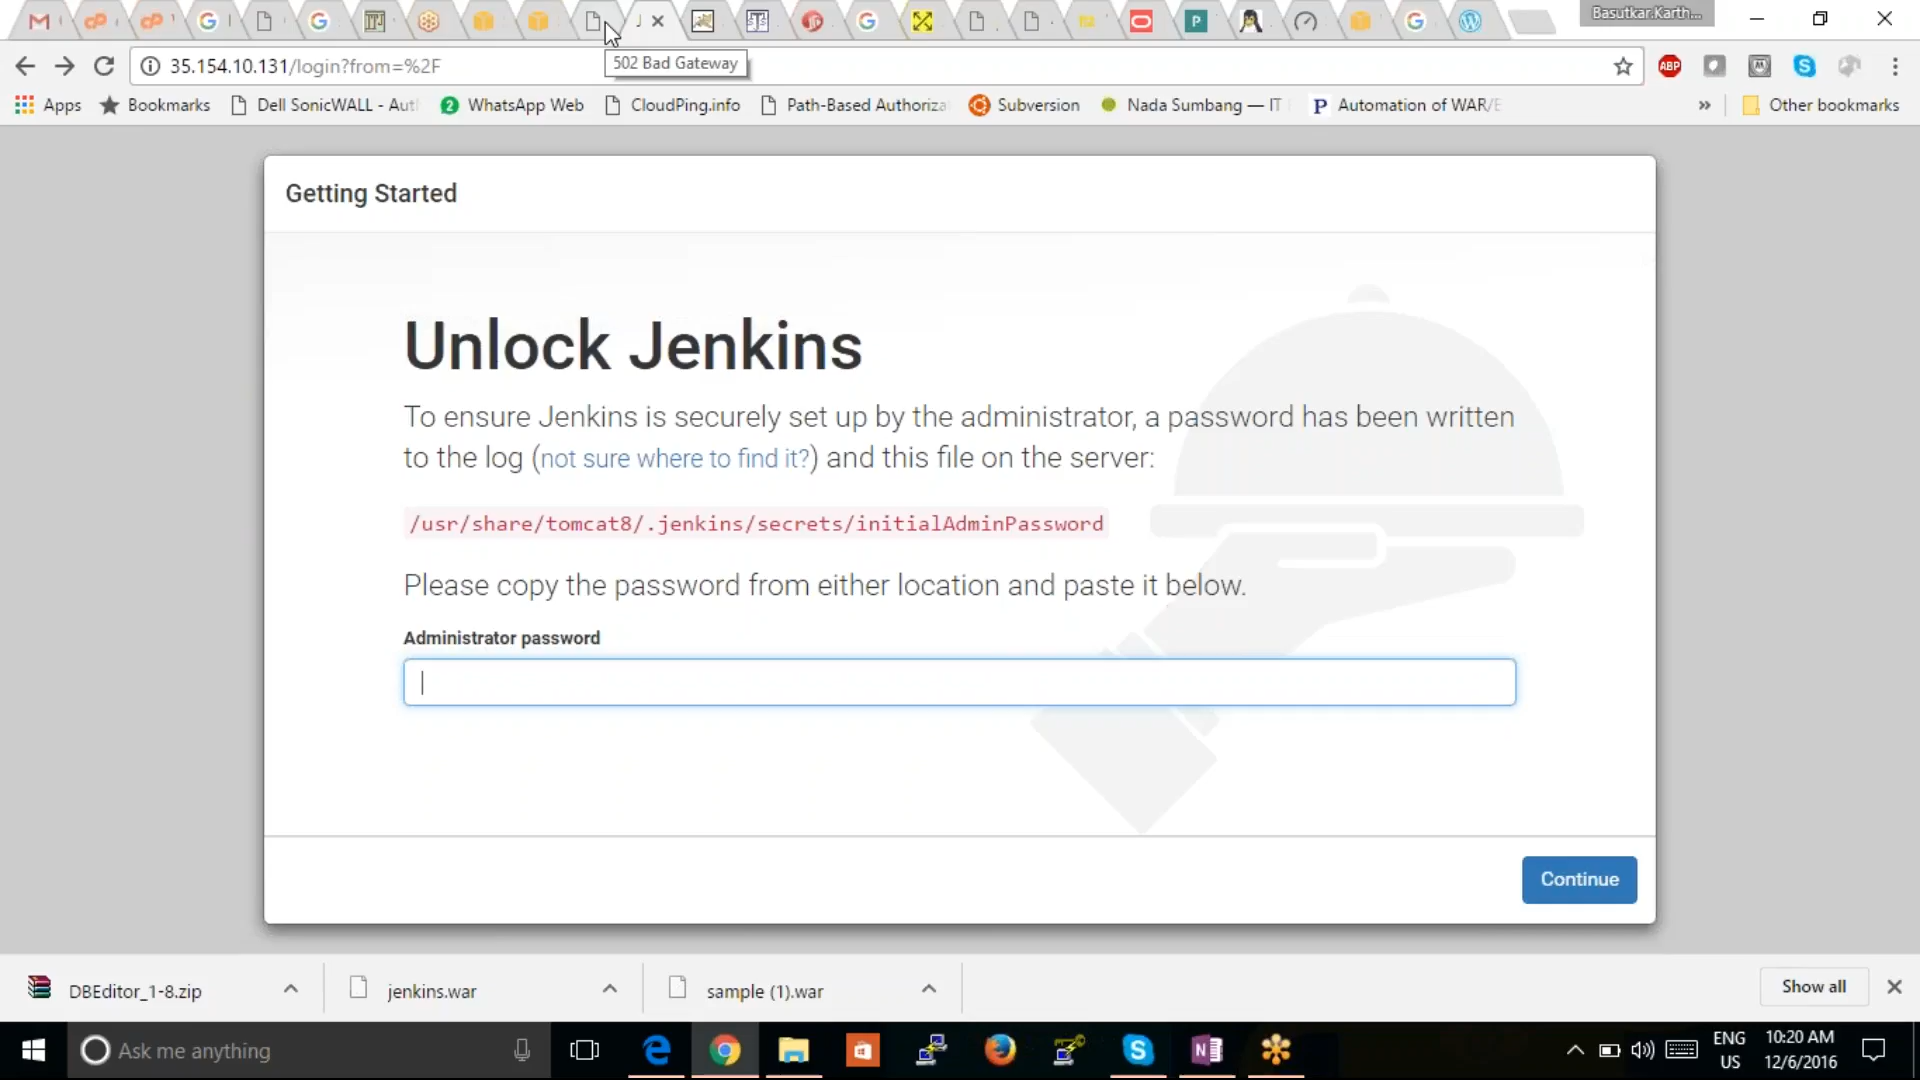 Basutkar.Karth...
35.154.10.131/login?from=%2F
502 Bad Gateway
ABP
Apps
Bookmarks
Dell SonicWALL - Aut
WhatsApp Web
CloudPing.info
Path-Based Authoriza
Subversion
Nada Sumbang — IT
Automation of WAR/E
»
Other bookmarks
Getting Started
Unlock Jenkins
To ensure Jenkins is securely set up by the administrator, a password has been written
to the log (not sure where to find it?) and this file on the server:
/usr/share/tomcat8/.jenkins/secrets/initialAdminPassword
Please copy the password from either location and paste it below.
Administrator password
Continue
DBEditor_1-8.zip
jenkins.war
sample (1).war
Show all
Ask me anything
ENG
US
10:20 AM
12/6/2016